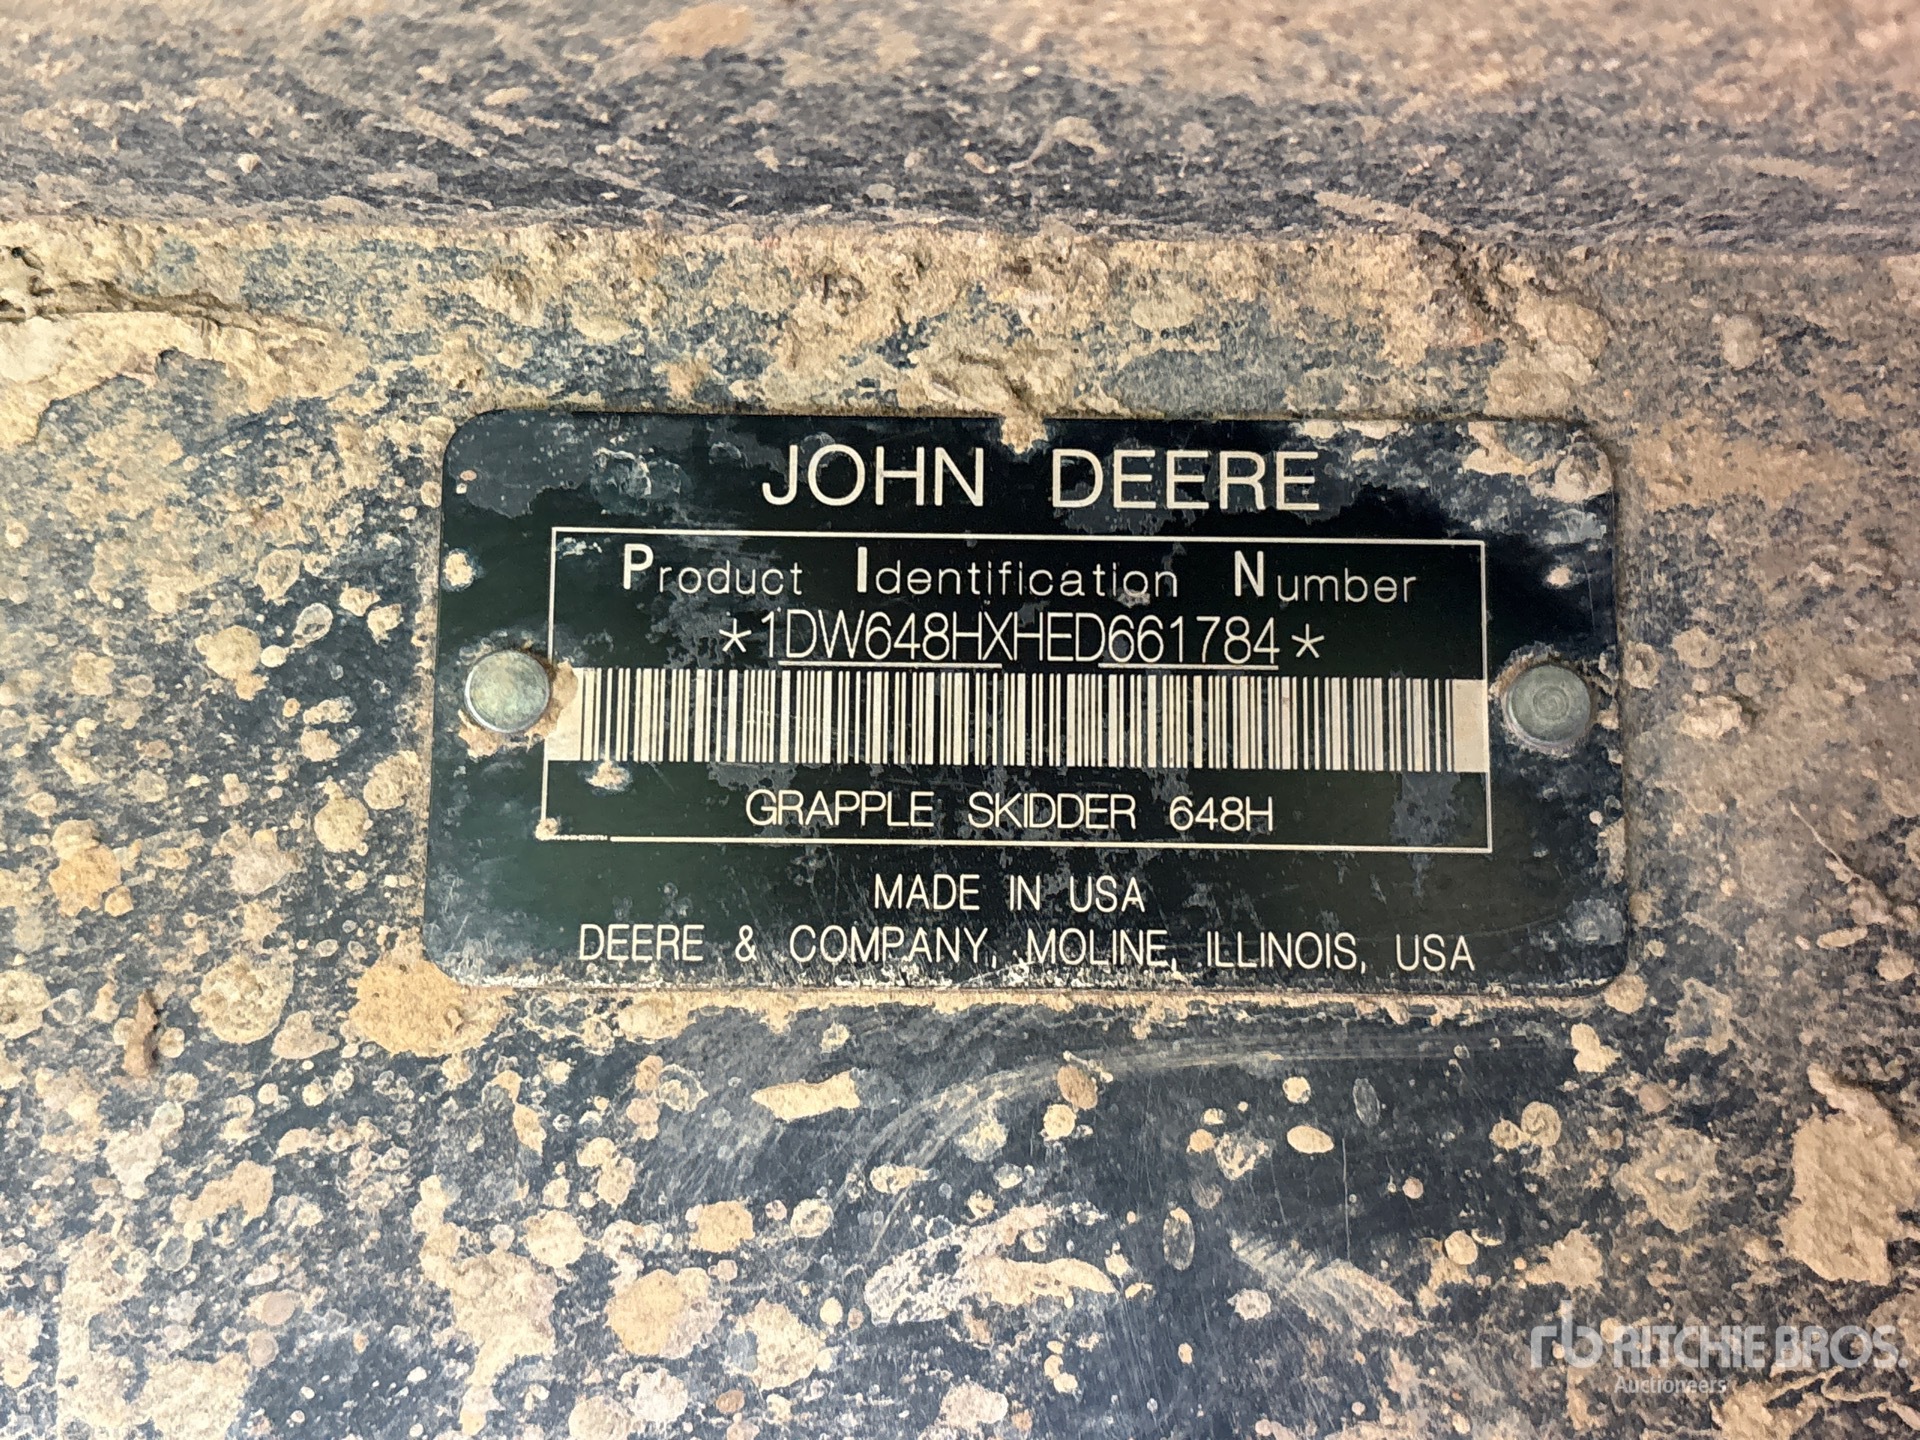 JOHN DEERE
Product Identification Number
*1DW648HXHED661784*
GRAPPLE SKIDDER 648H
MADE IN USA
DEERE & COMPANY, MOLINE, ILLINOIS, USA
rb RITCHIE BROS.
Auctioneers